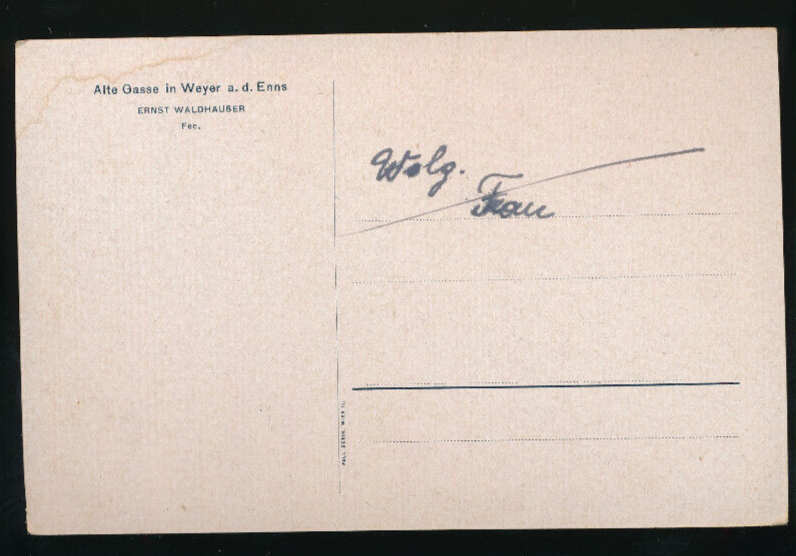 Alte Gasse in Weyer a. d. Enns
ERNST WALDHAUSER
Fec.
Wolg.
Frau